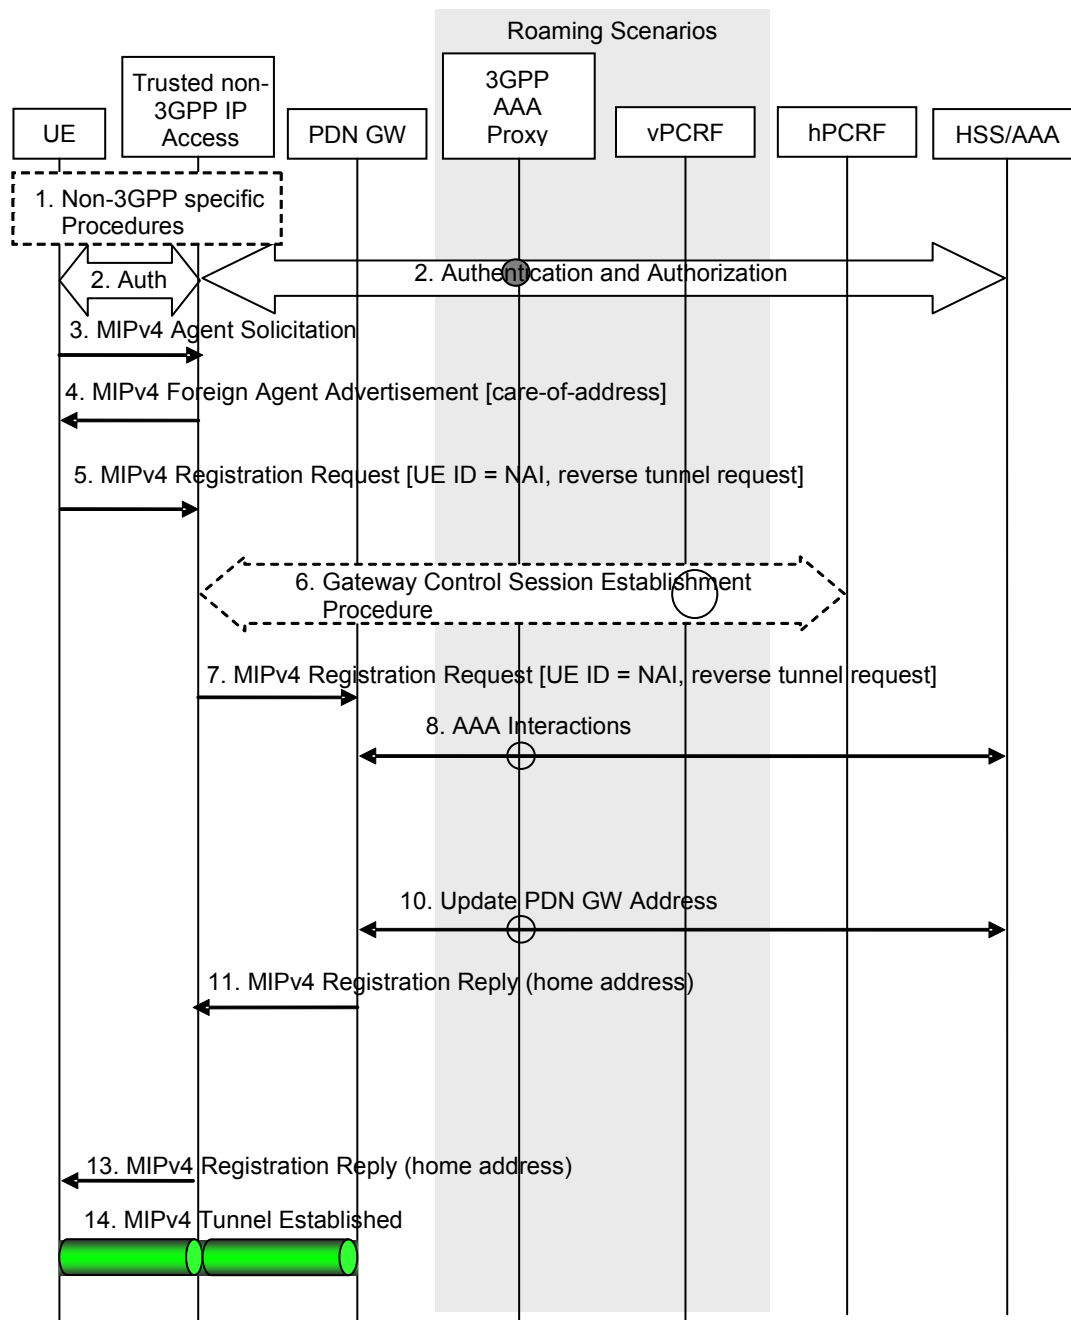 Roaming Scenarios
UE
Trusted non-
3GPP IP
Access
PDN GW
3GPP
AAA
Proxy
vPCRF
hPCRF
HSS/AAA
1. Non-3GPP specific
Procedures
2. Auth
2. Authentication and Authorization
3. MIPv4 Agent Solicitation
4. MIPv4 Foreign Agent Advertisement [care-of-address]
5. MIPv4 Registration Request [UE ID = NAI, reverse tunnel request]
6. Gateway Control Session Establishment
Procedure
7. MIPv4 Registration Request [UE ID = NAI, reverse tunnel request]
8. AAA Interactions
10. Update PDN GW Address
11. MIPv4 Registration Reply (home address)
13. MIPv4 Registration Reply (home address)
14. MIPv4 Tunnel Established